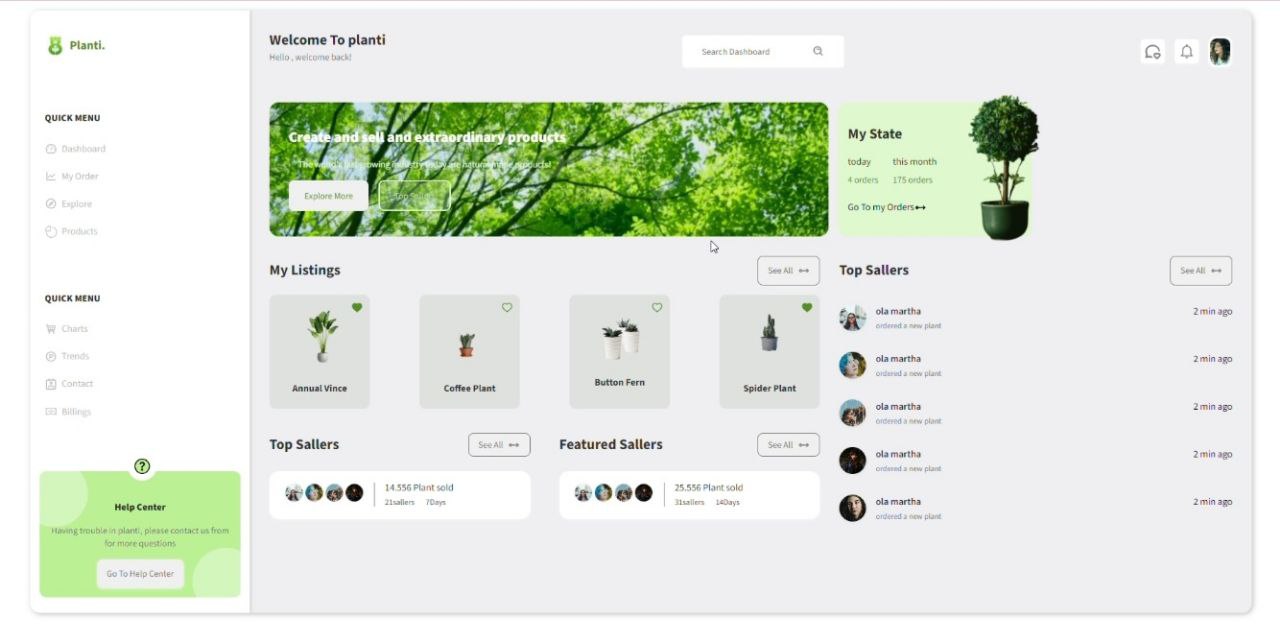 Planti.
QUICK MENU
Dashboard
My Order
Explore
Products
QUICK MENU
Charts
Trends
Contact
Billings
?
Help Center
Having trouble in planti, please contact us from
for more questions
Go To Help Center
Welcome To planti
Hello , welcome back!
Search Dashboard
Create and sell and extraordinary products
The world's fast growing industry today are natural products!
Explore More
Top Sellers
My State
today this month
4 orders 175 orders
Go To my Orders
My Listings
See All
Annual Vince
Coffee Plant
Button Fern
Spider Plant
Top Sallers
See All
14.556 Plant sold
21sallers 7Days
Featured Sallers
See All
25.556 Plant sold
31sallers 14Days
Top Sallers
See All
ola martha 2 min ago
ordered a new plant
ola martha 2 min ago
ordered a new plant
ola martha 2 min ago
ordered a new plant
ola martha 2 min ago
ordered a new plant
ola martha 2 min ago
ordered a new plant